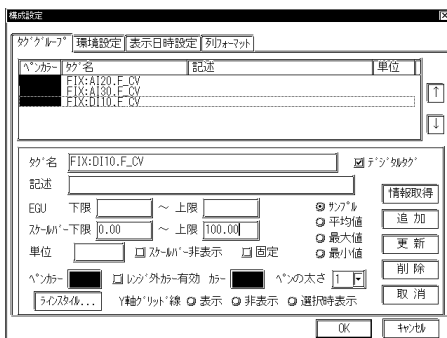 構成設定
ﾀｸﾞｸﾞﾙｰﾌﾟ 環境設定 表示日時設定 列ﾌｫｰﾏｯﾄ
ﾍﾟﾝｶﾗｰ ﾀｸﾞ名 記述 単位
FIX:AI20.F_CV
FIX:AI30.F_CV
FIX:DI10.F_CV
↑
↓
ﾀｸﾞ名 FIX:DI10.F_CV ﾃﾞｼﾞﾀﾙﾀｸﾞ
記述
情報取得
EGU 下限 ～ 上限 ｻﾝﾌﾟﾙ
ｽｹｰﾙﾊﾞｰ下限 0.00 ～ 上限 100.00 平均値 追 加
単位 ｽｹｰﾙﾊﾞｰ非表示 固定 最大値
最小値 更 新
ﾍﾟﾝｶﾗｰ ﾚﾝｼﾞ外ｶﾗｰ有効 ｶﾗｰ ﾍﾟﾝの太さ 1 削 除
ﾗｲﾝｽﾀｲﾙ... Y軸ｸﾞﾘｯﾄﾞ線 表示 非表示 選択時表示 取 消
OK ｷｬﾝｾﾙ